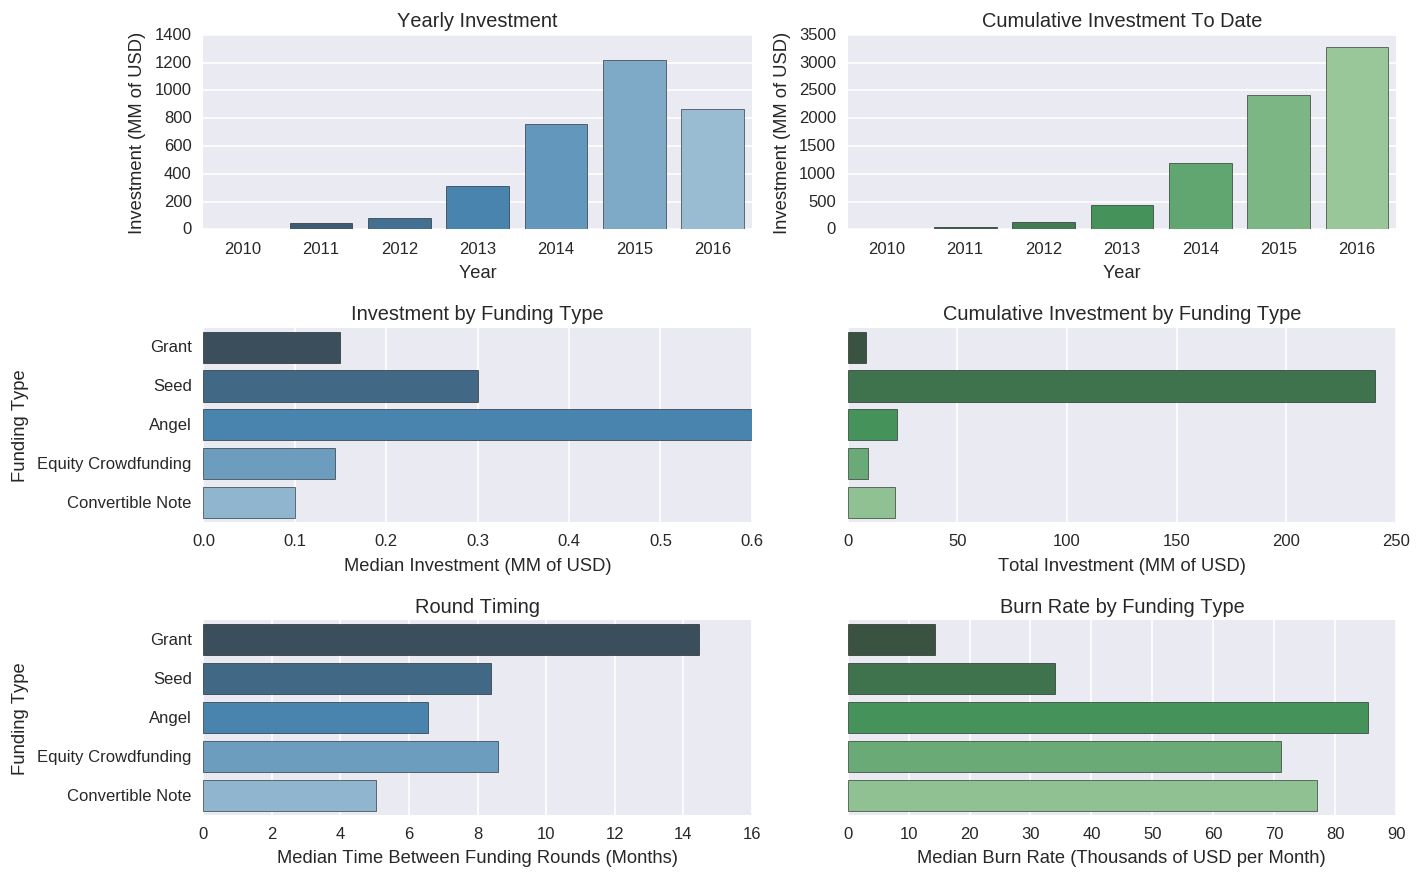 Yearly Investment
Investment (MM of USD)
1400
1200
1000
800
600
400
200
0
2010 2011 2012 2013 2014 2015 2016
Year
Cumulative Investment To Date
Investment (MM of USD)
3500
3000
2500
2000
1500
1000
500
0
2010 2011 2012 2013 2014 2015 2016
Year
Investment by Funding Type
Funding Type
Grant
Seed
Angel
Equity Crowdfunding
Convertible Note
0.0 0.1 0.2 0.3 0.4 0.5 0.6
Median Investment (MM of USD)
Cumulative Investment by Funding Type
0 50 100 150 200 250
Total Investment (MM of USD)
Round Timing
Funding Type
Grant
Seed
Angel
Equity Crowdfunding
Convertible Note
0 2 4 6 8 10 12 14 16
Median Time Between Funding Rounds (Months)
Burn Rate by Funding Type
0 10 20 30 40 50 60 70 80 90
Median Burn Rate (Thousands of USD per Month)